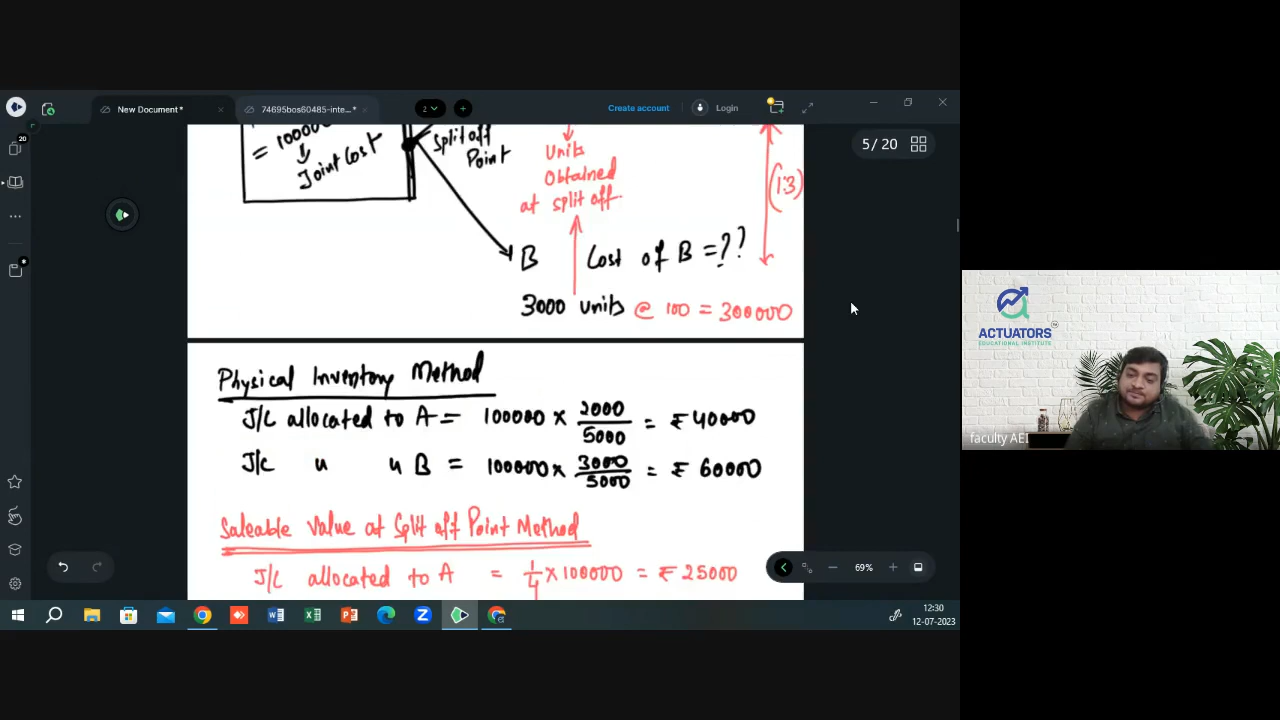 New Document*
74695bos60485-inte...*
2
Create account
Login
20
5/20
= 100000
Joint Cost
Split off
Point
Units
Obtained
at split off.
(1:3)
B Cost of B = ??
3000 units @ 100 = 300000
Physical Inventory Method
J/C allocated to A = 100000 × 2000/5000 = ₹ 40000
J/C " " B = 100000 × 3000/5000 = ₹ 60000
Saleable Value at Split off Point Method
J/C allocated to A = 1/4 × 100000 = ₹ 25000
69%
12:30
12-07-2023
ACTUATORS
EDUCATIONAL INSTITUTE
faculty AEI